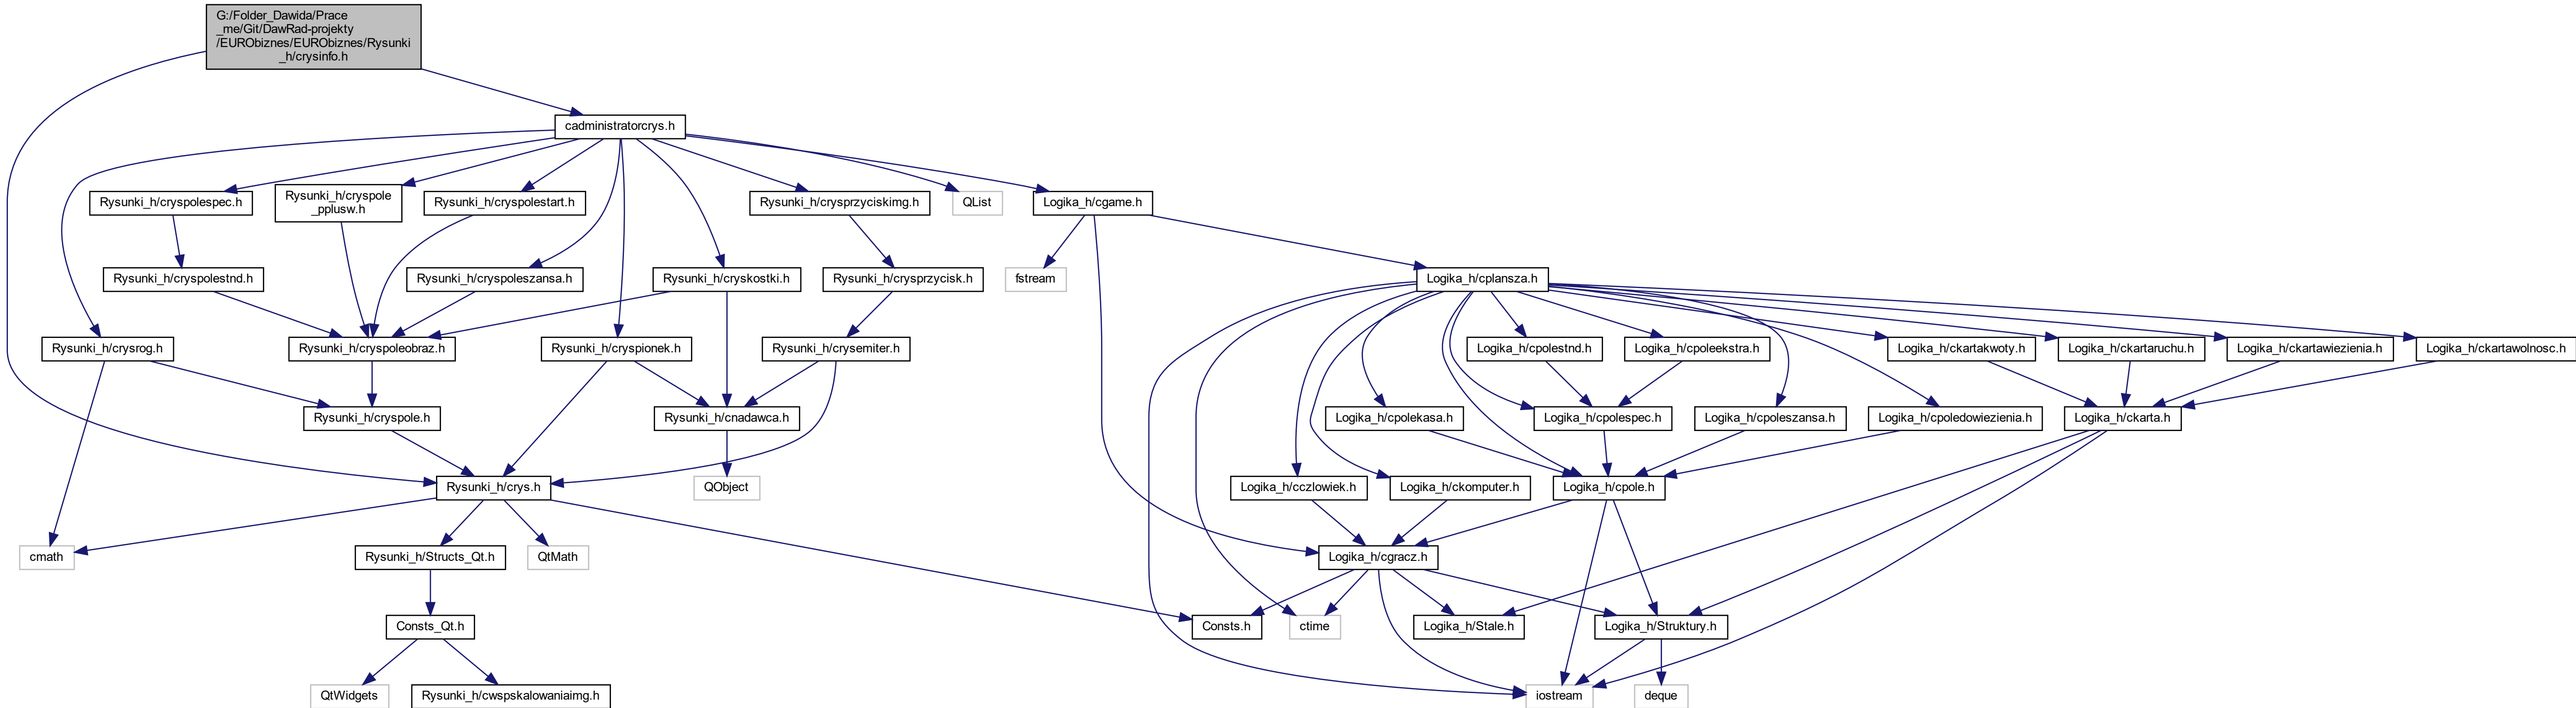 G:/Folder_Dawida/Prace
_me/Git/DawRad-projekty
/EURObiznes/EURObiznes/Rysunki
_h/crysinfo.h
cadministratorcrys.h
Rysunki_h/cryspolespec.h
Rysunki_h/cryspole
_pplusw.h
Rysunki_h/cryspolestart.h
Rysunki_h/crysprzyciskimg.h
QList
Logika_h/cgame.h
Rysunki_h/cryspolestnd.h
Rysunki_h/cryspoleszansa.h
Rysunki_h/cryskostki.h
Rysunki_h/crysprzycisk.h
fstream
Logika_h/cplansza.h
Rysunki_h/crysrog.h
Rysunki_h/cryspoleobraz.h
Rysunki_h/cryspionek.h
Rysunki_h/crysemiter.h
Logika_h/cpolestnd.h
Logika_h/cpoleekstra.h
Logika_h/ckartakwoty.h
Logika_h/ckartaruchu.h
Logika_h/ckartawiezienia.h
Logika_h/ckartawolnosc.h
Rysunki_h/cryspole.h
Rysunki_h/cnadawca.h
Logika_h/cpolekasa.h
Logika_h/cpolespec.h
Logika_h/cpoleszansa.h
Logika_h/cpoledowiezienia.h
Logika_h/ckarta.h
Rysunki_h/crys.h
QObject
Logika_h/cczlowiek.h
Logika_h/ckomputer.h
Logika_h/cpole.h
cmath
Rysunki_h/Structs_Qt.h
QtMath
Logika_h/cgracz.h
Consts_Qt.h
Consts.h
ctime
Logika_h/Stale.h
Logika_h/Struktury.h
QtWidgets
Rysunki_h/cwspskalowaniaimg.h
iostream
deque